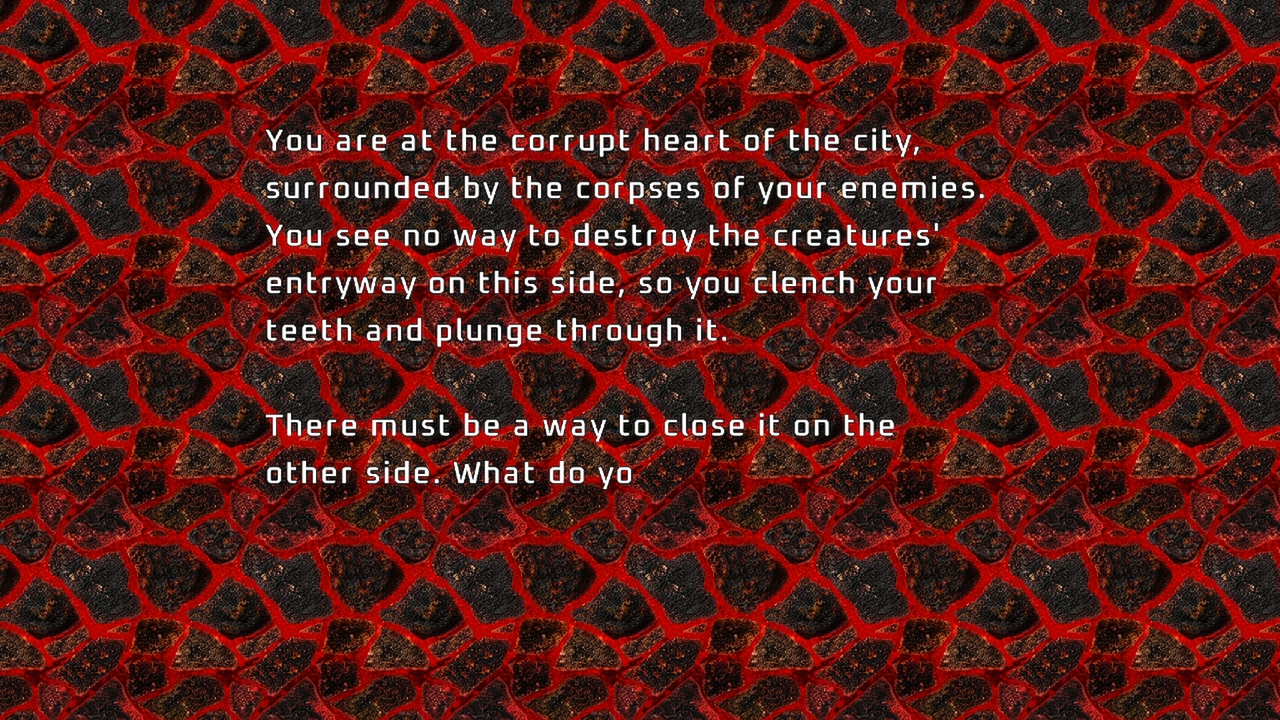 You are at the corrupt heart of the city,
surrounded by the corpses of your enemies.
You see no way to destroy the creatures'
entryway on this side, so you clench your
teeth and plunge through it.
There must be a way to close it on the
other side. What do yo